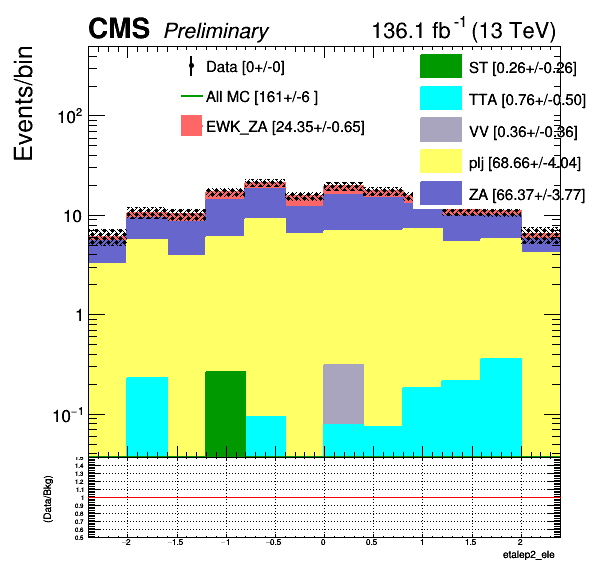 CMS Preliminary 136.1 fb⁻¹ (13 TeV)
Events/bin
Data [0+/-0]
All MC [161+/-6 ]
EWK_ZA [24.35+/-0.65]
ST [0.26+/-0.26]
TTA [0.76+/-0.50]
VV [0.36+/-0.36]
plj [68.66+/-4.04]
ZA [66.37+/-3.77]
10²
10
1
10⁻¹
(Data/Bkg)
1.5
1.4
1.3
1.2
1.1
1
0.9
0.8
0.7
0.6
0.5
−2 −1.5 −1 −0.5 0 0.5 1 1.5 2
etalep2_ele